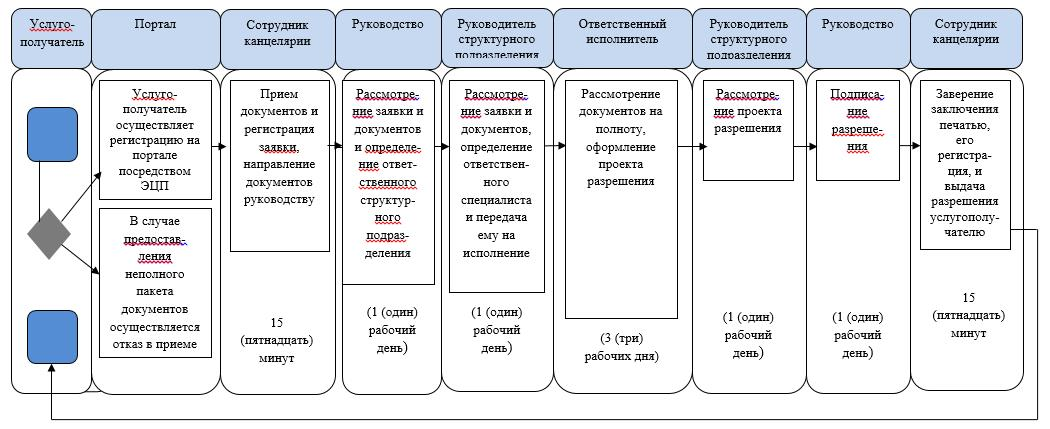 Услуго-
получатель
Портал
Сотрудник
канцелярии
Руководство
Руководитель
структурного
подразделения
Ответственный
исполнитель
Руководитель
структурного
подразделения
Руководство
Сотрудник
канцелярии
Услуго-
получатель
осуществляет
регистрацию на
портале
посредством
ЭЦП
В случае
предостав-
ления
неполного
пакета
документов
осуществляется
отказ в приеме
Прием
документов и
регистрация
заявки,
направление
документов
руководству
15
(пятнадцать)
минут
Рассмотре-
ние заявки и
документов
и определе-
ние ответ-
ственного
структур-
ного
подраз-
деления
(1 (один)
рабочий
день)
Рассмотре-
ние заявки и
документов,
определение
ответствен-
ного
специалиста
и передача
ему на
исполнение
(1 (один)
рабочий
день)
Рассмотрение
документов на
полноту,
оформление
проекта
разрешения
(3 (три)
рабочих дня)
Рассмотре-
ние проекта
разрешения
(1 (один)
рабочий
день)
Подписа-
ние
разреше-
ния
(1 (один)
рабочий
день)
Заверение
заключения
печатью,
его
регистра-
ция, и
выдача
разрешения
услугополу-
чателю
15
(пятнадцать)
минут